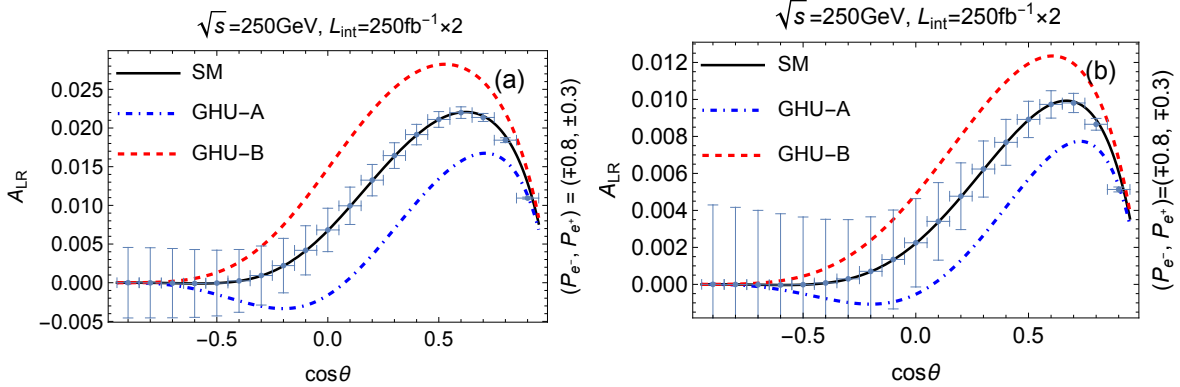 √s=250GeV, L_int=250fb⁻¹×2
(a)
SM
GHU−A
GHU−B
A_LR
0.025
0.020
0.015
0.010
0.005
0.000
−0.005
−0.5
0.0
0.5
cosθ
(P_e⁻, P_e⁺) = (∓0.8, ±0.3)
√s=250GeV, L_int=250fb⁻¹×2
(b)
SM
GHU−A
GHU−B
A_LR
0.012
0.010
0.008
0.006
0.004
0.002
0.000
−0.5
0.0
0.5
cosθ
(P_e⁻, P_e⁺)=(∓0.8, ∓0.3)